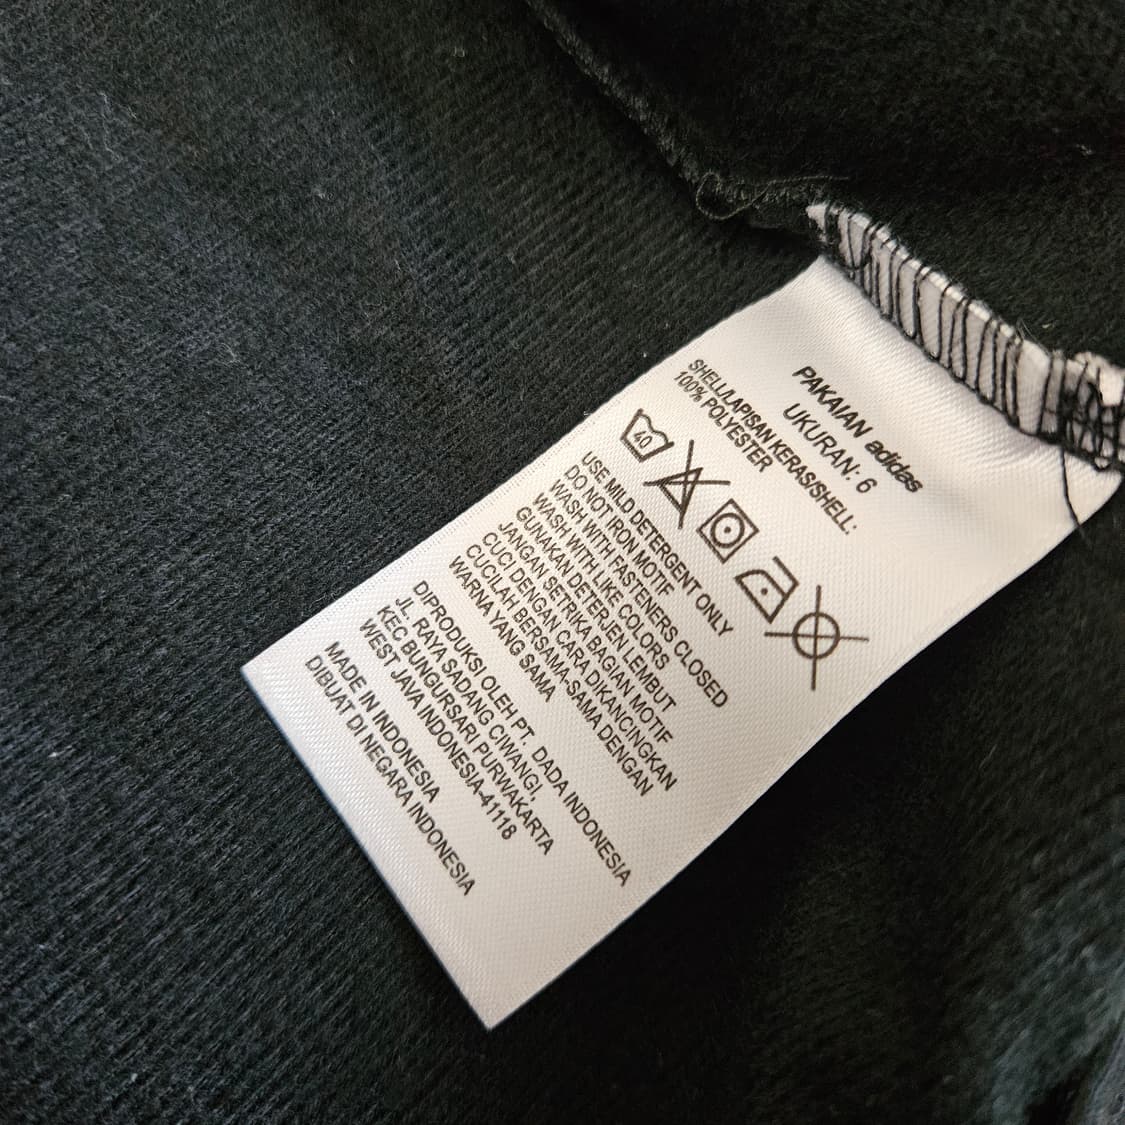 PAKAIAN adidas
UKURAN: 6
SHELL/LAPISAN KERAS/SHELL:
100% POLYESTER
40
USE MILD DETERGENT ONLY
DO NOT IRON MOTIF
WASH WITH FASTENERS CLOSED
WASH WITH LIKE COLORS
GUNAKAN DETERJEN LEMBUT
JANGAN SETRIKA BAGIAN MOTIF
CUCI DENGAN CARA DIKANCINGKAN
CUCILAH BERSAMA-SAMA DENGAN
WARNA YANG SAMA
DIPRODUKSI OLEH PT. DADA INDONESIA
JL. RAYA SADANG CIWANGI,
KEC BUNGURSARI PURWAKARTA
WEST JAVA INDONESIA-41118
MADE IN INDONESIA
DIBUAT DI NEGARA INDONESIA